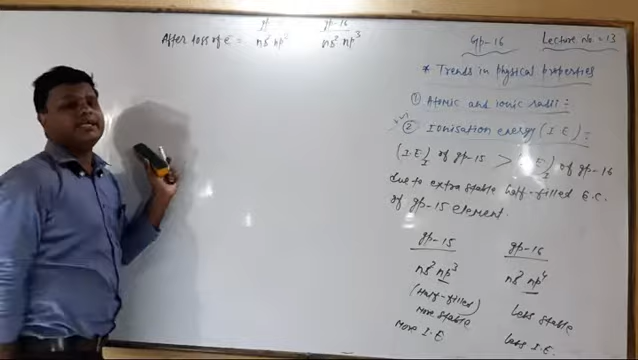 gp-16
After loss of e⁻ = ns² np² ns² np³
Gp-16 Lecture no = 13
* Trends in physical properties
① Atomic and ionic radii :-
② Ionisation energy (I.E) :-
(I.E)₁ of gp-15 > I.E)₁ of gp-16
due to extra stable half-filled E.C.
of gp-15 element.
gp-15 gp-16
ns² np³ ns² np⁴
(Half-filled) Less stable
More stable Less I.E.
More I.E